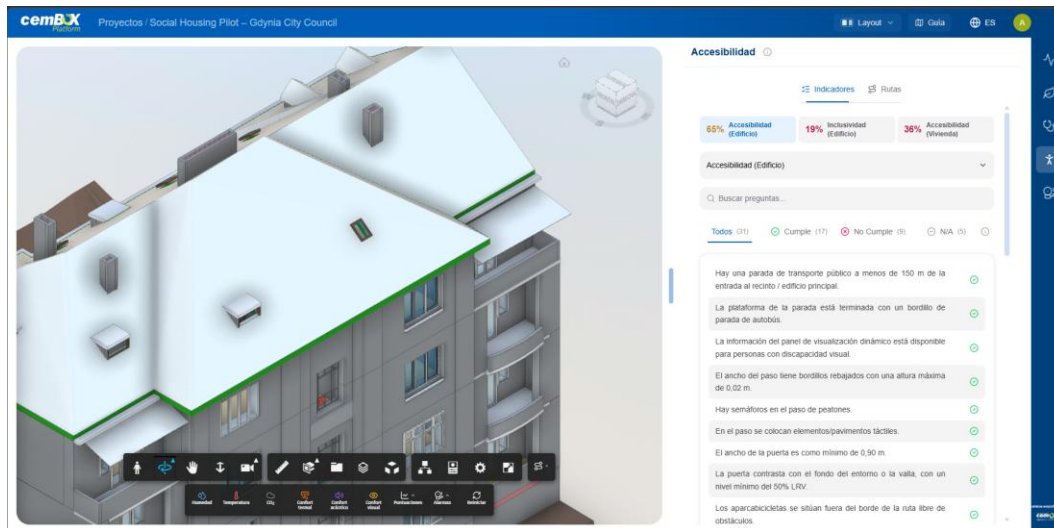 cemBOX
Platform
Proyectos / Social Housing Pilot – Gdynia City Council
Layout
Guía
ES
A
Accesibilidad
Indicadores
Rutas
65% Accesibilidad (Edificio)
19% Inclusividad (Edificio)
36% Accesibilidad (Vivienda)
Accesibilidad (Edificio)
Buscar preguntas...
Todos (31)
Cumple (17)
No Cumple (9)
N/A (5)
Hay una parada de transporte público a menos de 150 m de la
entrada al recinto / edificio principal.
La plataforma de la parada está terminada con un bordillo de
parada de autobús.
La información del panel de visualización dinámico está disponible
para personas con discapacidad visual.
El ancho del paso tiene bordillos rebajados con una altura máxima
de 0,02 m.
Hay semáforos en el paso de peatones.
En el paso se colocan elementos/pavimentos táctiles.
El ancho de la puerta es como mínimo de 0,90 m.
La puerta contrasta con el fondo del entorno o la valla, con un
nivel mínimo del 50% LRV.
Los aparcabicicletas se sitúan fuera del borde de la ruta libre de
obstáculos.
Humedad
Temperatura
CO₂
Confort
termal
Confort
acústico
Confort
visual
Puntuaciones
Alarmas
Reiniciar